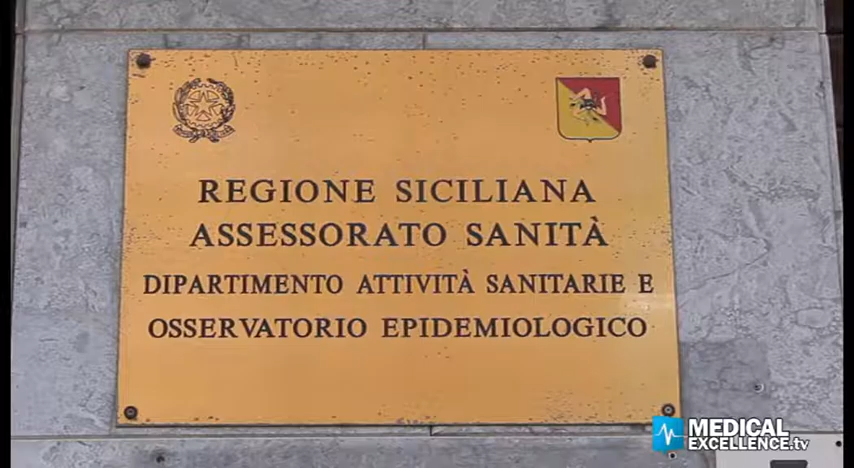 REGIONE SICILIANA
ASSESSORATO SANITÀ
DIPARTIMENTO ATTIVITÀ SANITARIE E
OSSERVATORIO EPIDEMIOLOGICO
MEDICAL
EXCELLENCE.tv